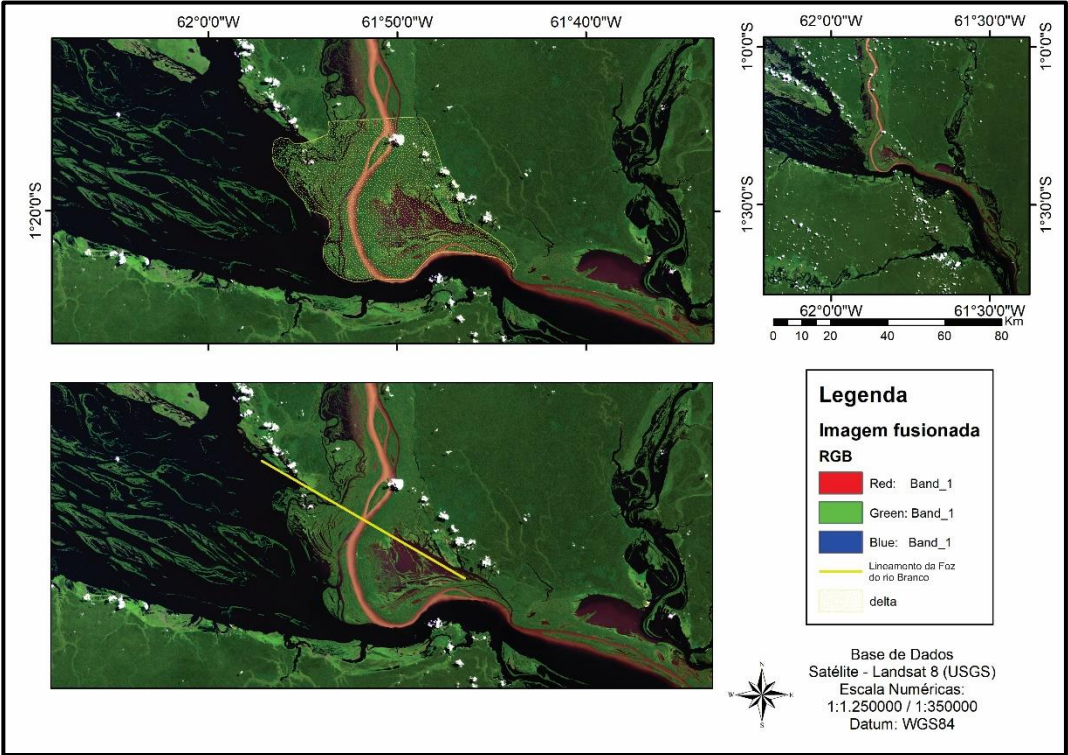 62°0'0"W 61°50'0"W 61°40'0"W
1°20'0"S
62°0'0"W 61°30'0"W
1°0'0"S 1°0'0"S
1°30'0"S 1°30'0"S
62°0'0"W 61°30'0"W
Km
0 10 20 40 60 80
Legenda
Imagem fusionada
RGB
Red: Band_1
Green: Band_1
Blue: Band_1
Lineamento da Foz
do rio Branco
delta
N
W E
S
Base de Dados
Satélite - Landsat 8 (USGS)
Escala Numéricas:
1:1.250000 / 1:350000
Datum: WGS84